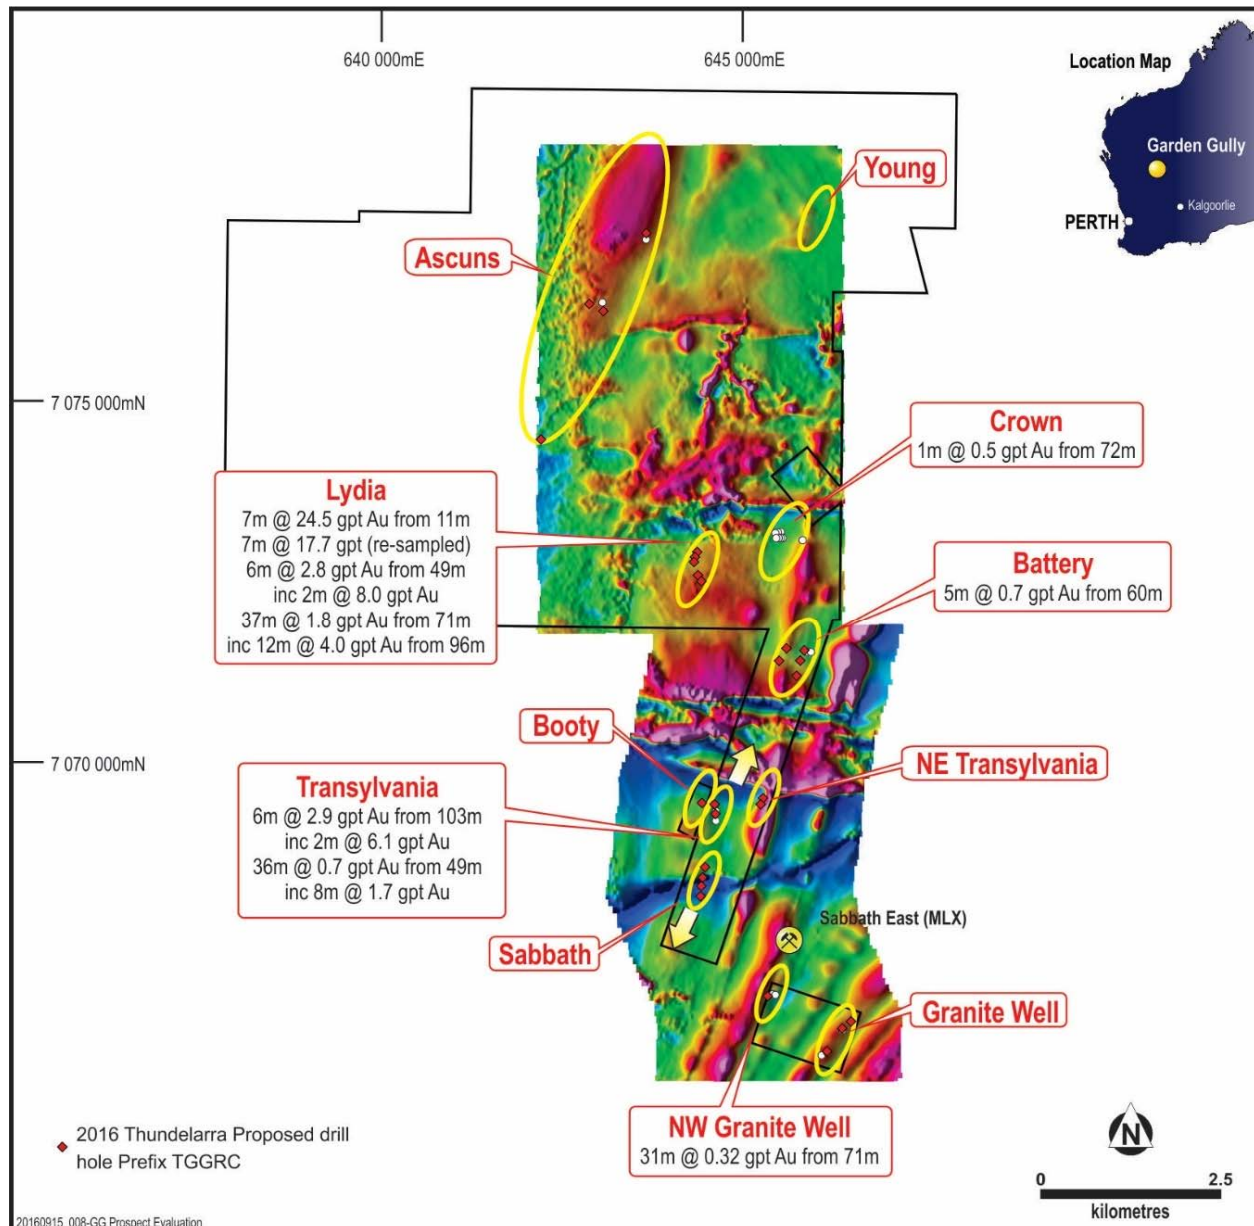 640 000mE
645 000mE
Location Map
Garden Gully
Kalgoorlie
PERTH
Young
Ascuns
7 075 000mN
Crown
1m @ 0.5 gpt Au from 72m
Lydia
7m @ 24.5 gpt Au from 11m
7m @ 17.7 gpt (re-sampled)
6m @ 2.8 gpt Au from 49m
inc 2m @ 8.0 gpt Au
37m @ 1.8 gpt Au from 71m
inc 12m @ 4.0 gpt Au from 96m
Battery
5m @ 0.7 gpt Au from 60m
Booty
7 070 000mN
NE Transylvania
Transylvania
6m @ 2.9 gpt Au from 103m
inc 2m @ 6.1 gpt Au
36m @ 0.7 gpt Au from 49m
inc 8m @ 1.7 gpt Au
Sabbath East (MLX)
Sabbath
Granite Well
NW Granite Well
31m @ 0.32 gpt Au from 71m
2016 Thundelarra Proposed drill
hole Prefix TGGRC
N
0 2.5
kilometres
20160915_008-GG Prospect Evaluation